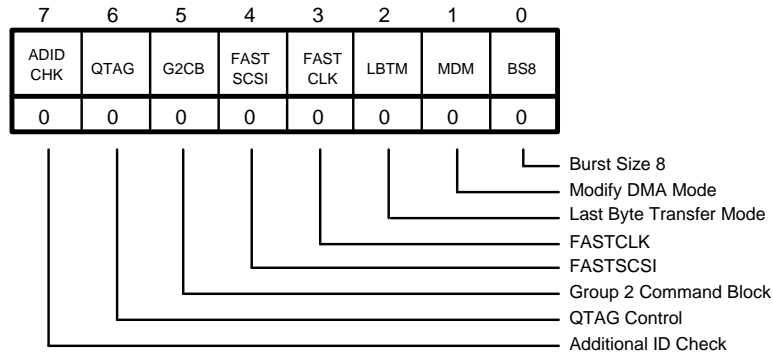 7 6 5 4 3 2 1 0
ADID CHK QTAG G2CB FAST SCSI FAST CLK LBTM MDM BS8
0 0 0 0 0 0 0 0
Burst Size 8
Modify DMA Mode
Last Byte Transfer Mode
FASTCLK
FASTSCSI
Group 2 Command Block
QTAG Control
Additional ID Check